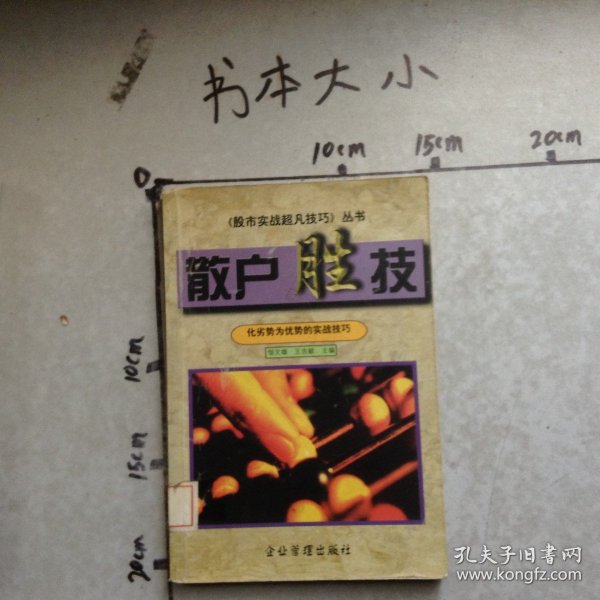 书本大小
10cm 15cm 20cm
0
《股市实战超凡技巧》丛书
散户胜技
化劣势为优势的实战技巧
主编
10cm
15cm
20cm
企业管理出版社
孔夫子旧书网
www.kongfz.com